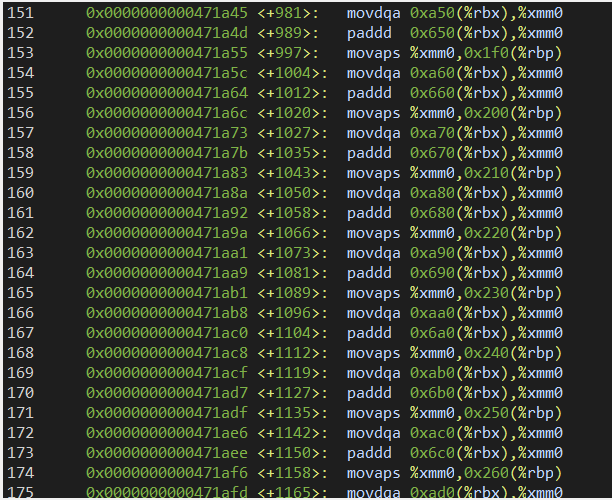 151 0x0000000000471a45 <+981>: movdqa 0xa50(%rbx),%xmm0
152 0x0000000000471a4d <+989>: paddd 0x650(%rbx),%xmm0
153 0x0000000000471a55 <+997>: movaps %xmm0,0x1f0(%rbp)
154 0x0000000000471a5c <+1004>: movdqa 0xa60(%rbx),%xmm0
155 0x0000000000471a64 <+1012>: paddd 0x660(%rbx),%xmm0
156 0x0000000000471a6c <+1020>: movaps %xmm0,0x200(%rbp)
157 0x0000000000471a73 <+1027>: movdqa 0xa70(%rbx),%xmm0
158 0x0000000000471a7b <+1035>: paddd 0x670(%rbx),%xmm0
159 0x0000000000471a83 <+1043>: movaps %xmm0,0x210(%rbp)
160 0x0000000000471a8a <+1050>: movdqa 0xa80(%rbx),%xmm0
161 0x0000000000471a92 <+1058>: paddd 0x680(%rbx),%xmm0
162 0x0000000000471a9a <+1066>: movaps %xmm0,0x220(%rbp)
163 0x0000000000471aa1 <+1073>: movdqa 0xa90(%rbx),%xmm0
164 0x0000000000471aa9 <+1081>: paddd 0x690(%rbx),%xmm0
165 0x0000000000471ab1 <+1089>: movaps %xmm0,0x230(%rbp)
166 0x0000000000471ab8 <+1096>: movdqa 0xaa0(%rbx),%xmm0
167 0x0000000000471ac0 <+1104>: paddd 0x6a0(%rbx),%xmm0
168 0x0000000000471ac8 <+1112>: movaps %xmm0,0x240(%rbp)
169 0x0000000000471acf <+1119>: movdqa 0xab0(%rbx),%xmm0
170 0x0000000000471ad7 <+1127>: paddd 0x6b0(%rbx),%xmm0
171 0x0000000000471adf <+1135>: movaps %xmm0,0x250(%rbp)
172 0x0000000000471ae6 <+1142>: movdqa 0xac0(%rbx),%xmm0
173 0x0000000000471aee <+1150>: paddd 0x6c0(%rbx),%xmm0
174 0x0000000000471af6 <+1158>: movaps %xmm0,0x260(%rbp)
175 0x0000000000471afd <+1165>: movdqa 0xad0(%rbx),%xmm0